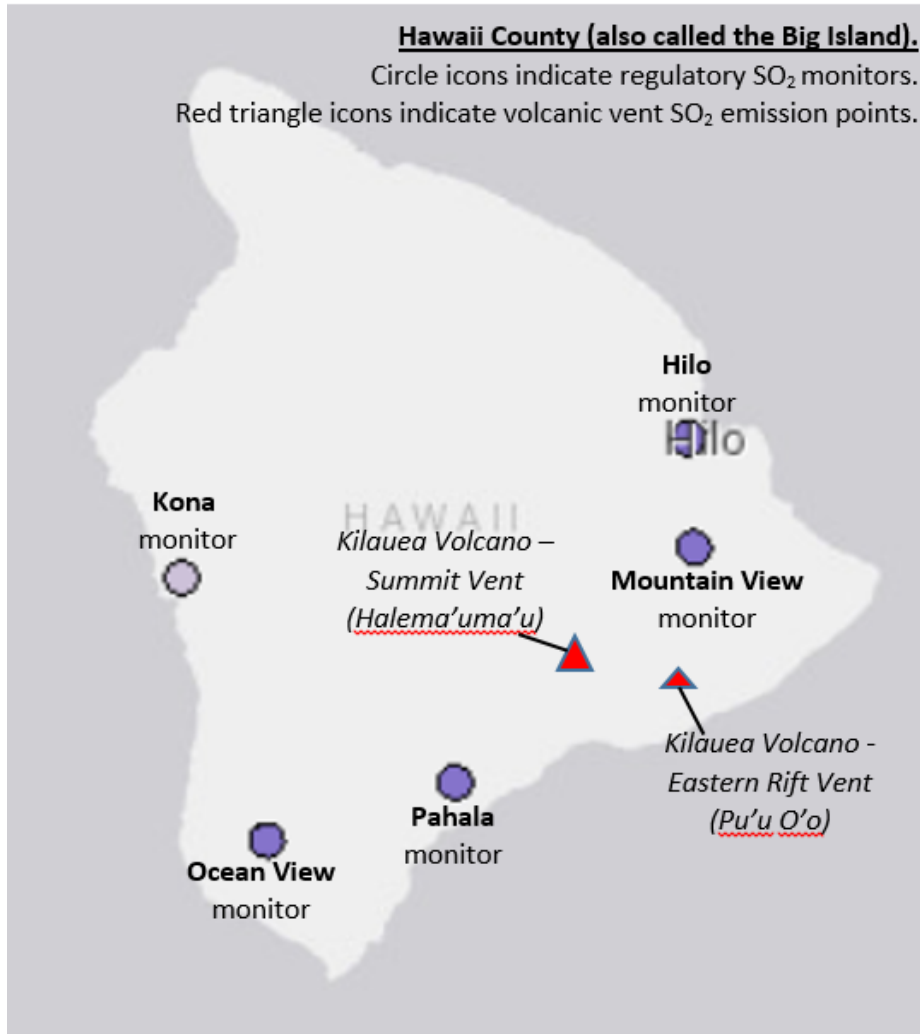 Hawaii County (also called the Big Island).
Circle icons indicate regulatory SO₂ monitors.
Red triangle icons indicate volcanic vent SO₂ emission points.
Hilo
monitor
Hilo
Kona
monitor
HAWAII
Kilauea Volcano –
Summit Vent
(Halema'uma'u)
Mountain View
monitor
Kilauea Volcano -
Eastern Rift Vent
(Pu'u O'o)
Pahala
monitor
Ocean View
monitor